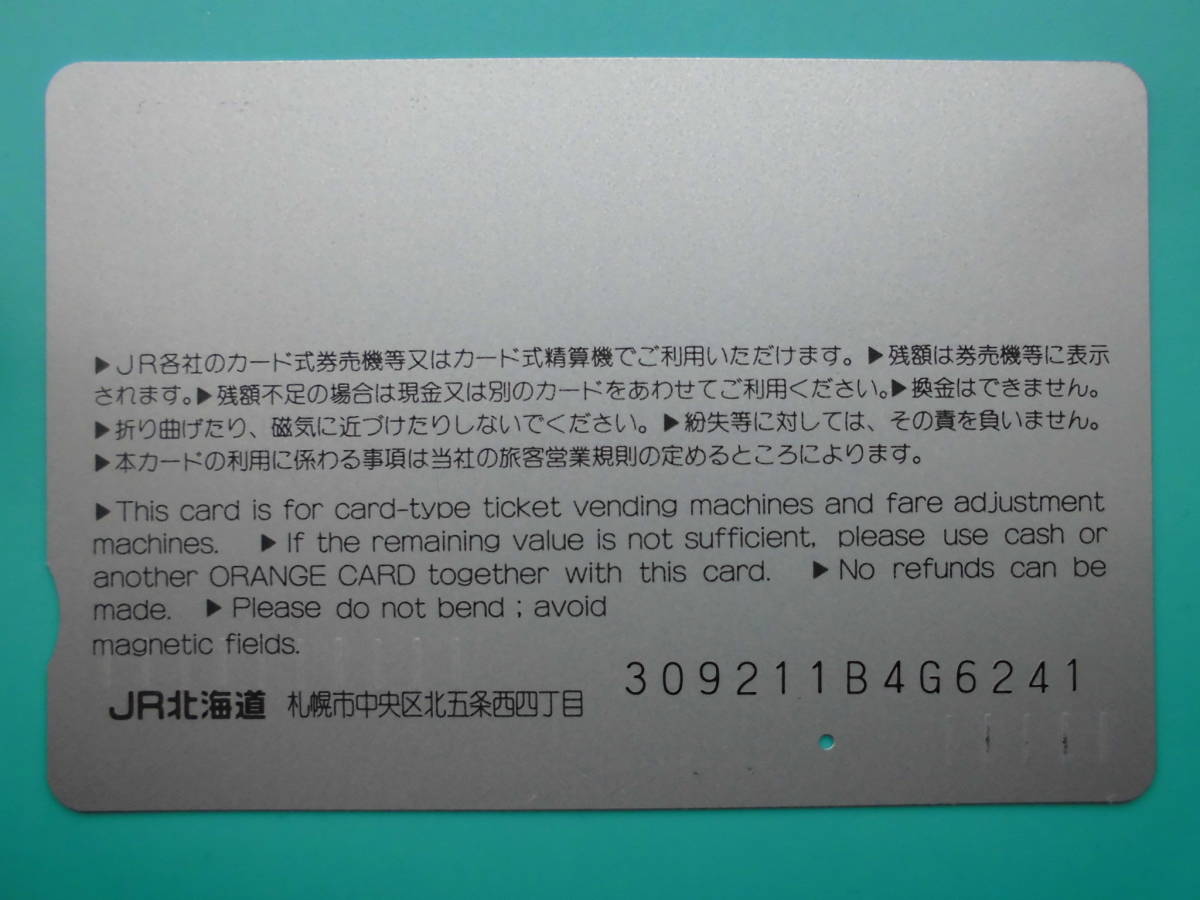 ▶JR各社のカード式券売機等又はカード式精算機でご利用いただけます。▶残額は券売機等に表示
されます。▶残額不足の場合は現金又は別のカードをあわせてご利用ください。▶換金はできません。
▶折り曲げたり、磁気に近づけたりしないでください。▶紛失等に対しては、その責を負いません。
▶本カードの利用に係わる事項は当社の旅客営業規則の定めるところによります。
▶This card is for card-type ticket vending machines and fare adjustment
machines. ▶If the remaining value is not sufficient, please use cash or
another ORANGE CARD together with this card. ▶No refunds can be
made. ▶Please do not bend ; avoid
magnetic fields.
309211B4G6241
JR北海道 札幌市中央区北五条西四丁目